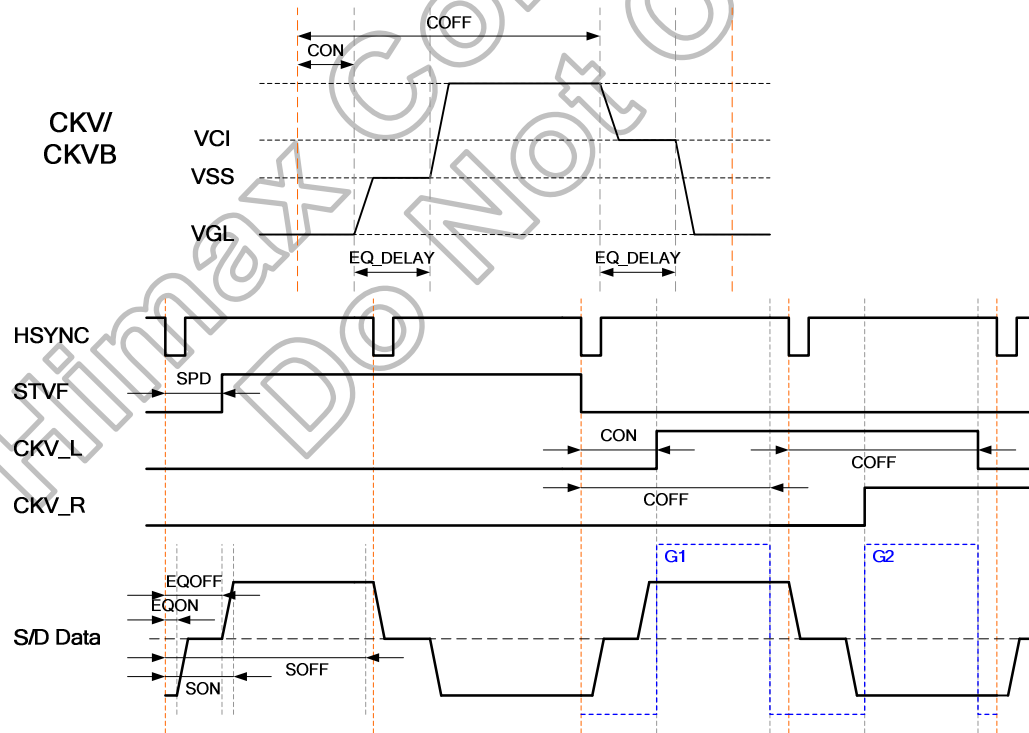 COFF
CON
CKV/
CKVB
VCI
VSS
VGL
EQ_DELAY
EQ_DELAY
HSYNC
STVF
SPD
CKV_L
CON
COFF
CKV_R
COFF
G1
G2
EQOFF
EQON
S/D Data
SOFF
SON
Himax Co
Do Not